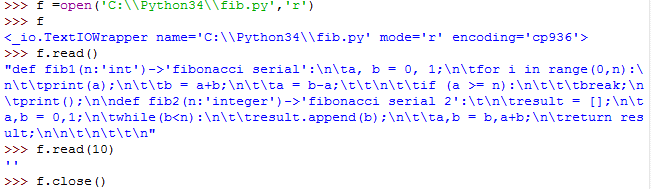 >>> f =open('C:\\Python34\\fib.py','r')
>>> f
<_io.TextIOWrapper name='C:\\Python34\\fib.py' mode='r' encoding='cp936'>
>>> f.read()
"def fib1(n:'int')->'fibonacci serial':\n\ta, b = 0, 1;\n\tfor i in range(0,n):\
n\t\tprint(a);\n\t\tb = a+b;\n\t\ta = b-a;\t\t\n\t\tif (a >= n):\n\t\t\tbreak;\n
\tprint();\n\ndef fib2(n:'integer')->'fibonacci serial 2':\t\n\tresult = [];\n\t
a,b = 0,1;\n\twhile(b<n):\n\t\tresult.append(b);\n\t\ta,b = b,a+b;\n\treturn res
ult;\n\n\t\n\t\t\n"
>>> f.read(10)
''
>>> f.close()